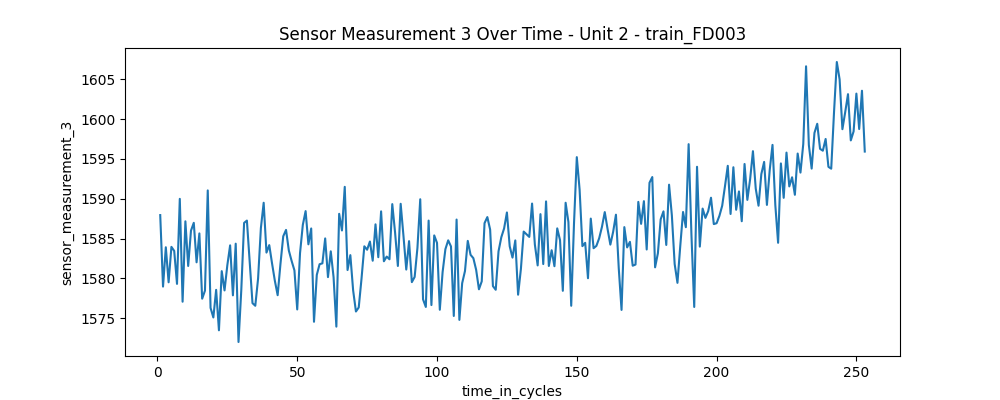 Sensor Measurement 3 Over Time - Unit 2 - train_FD003
sensor_measurement_3
1605
1600
1595
1590
1585
1580
1575
0 50 100 150 200 250
time_in_cycles